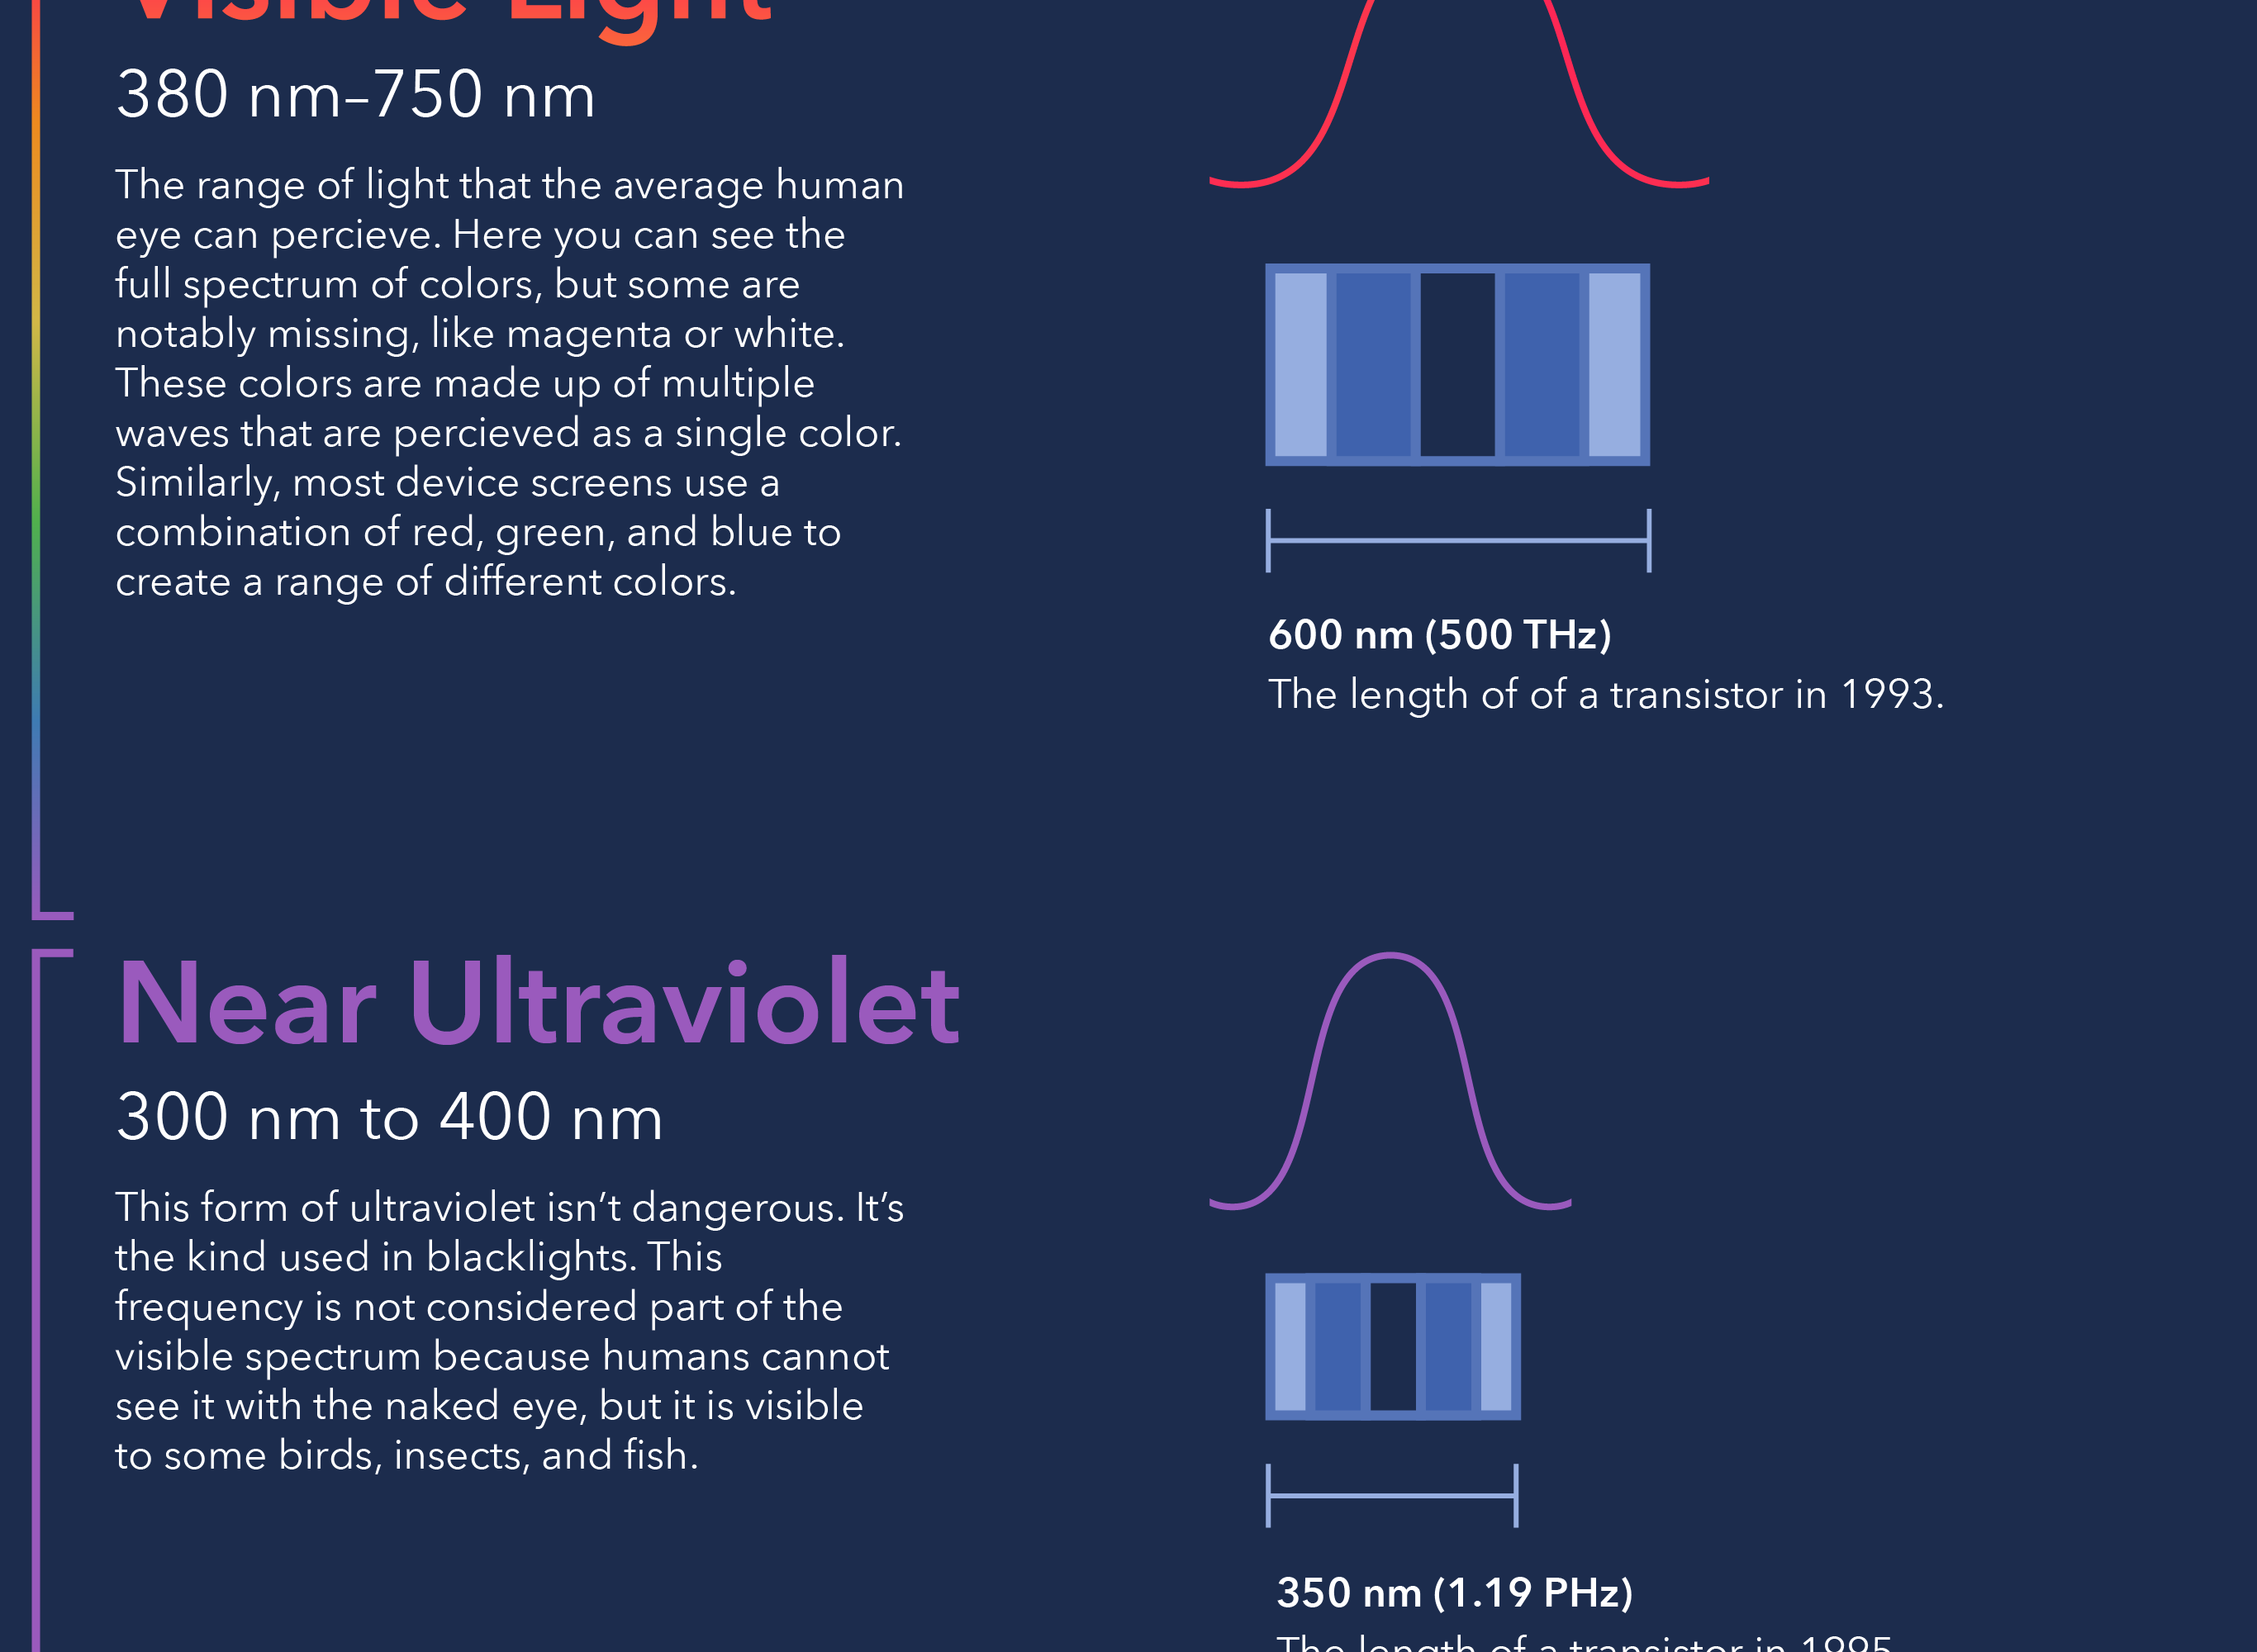 Visible Light
380 nm–750 nm
The range of light that the average human
eye can percieve. Here you can see the
full spectrum of colors, but some are
notably missing, like magenta or white.
These colors are made up of multiple
waves that are percieved as a single color.
Similarly, most device screens use a
combination of red, green, and blue to
create a range of different colors.
600 nm (500 THz)
The length of of a transistor in 1993.
Near Ultraviolet
300 nm to 400 nm
This form of ultraviolet isn’t dangerous. It’s
the kind used in blacklights. This
frequency is not considered part of the
visible spectrum because humans cannot
see it with the naked eye, but it is visible
to some birds, insects, and fish.
350 nm (1.19 PHz)
The length of a transistor in 1995